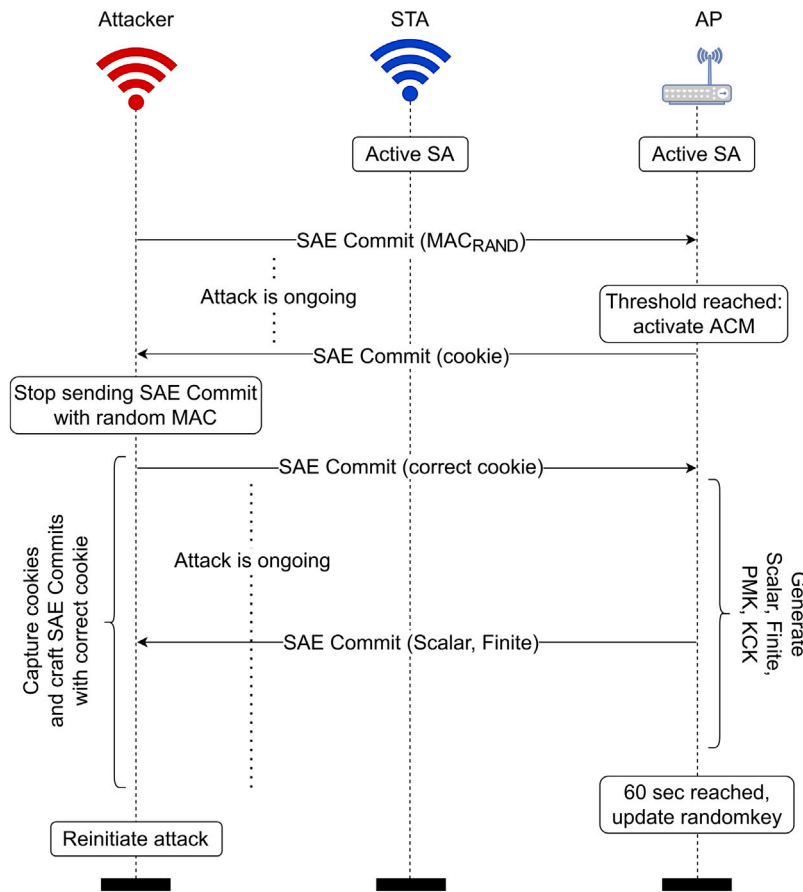 Attacker
STA
AP
Active SA
Active SA
SAE Commit (MAC_RAND)
Attack is ongoing
Threshold reached:
activate ACM
SAE Commit (cookie)
Stop sending SAE Commit
with random MAC
SAE Commit (correct cookie)
Capture cookies
and craft SAE Commits
with correct cookie
Attack is ongoing
Generate
Scalar, Finite,
PMK, KCK
SAE Commit (Scalar, Finite)
60 sec reached,
update randomkey
Reinitiate attack